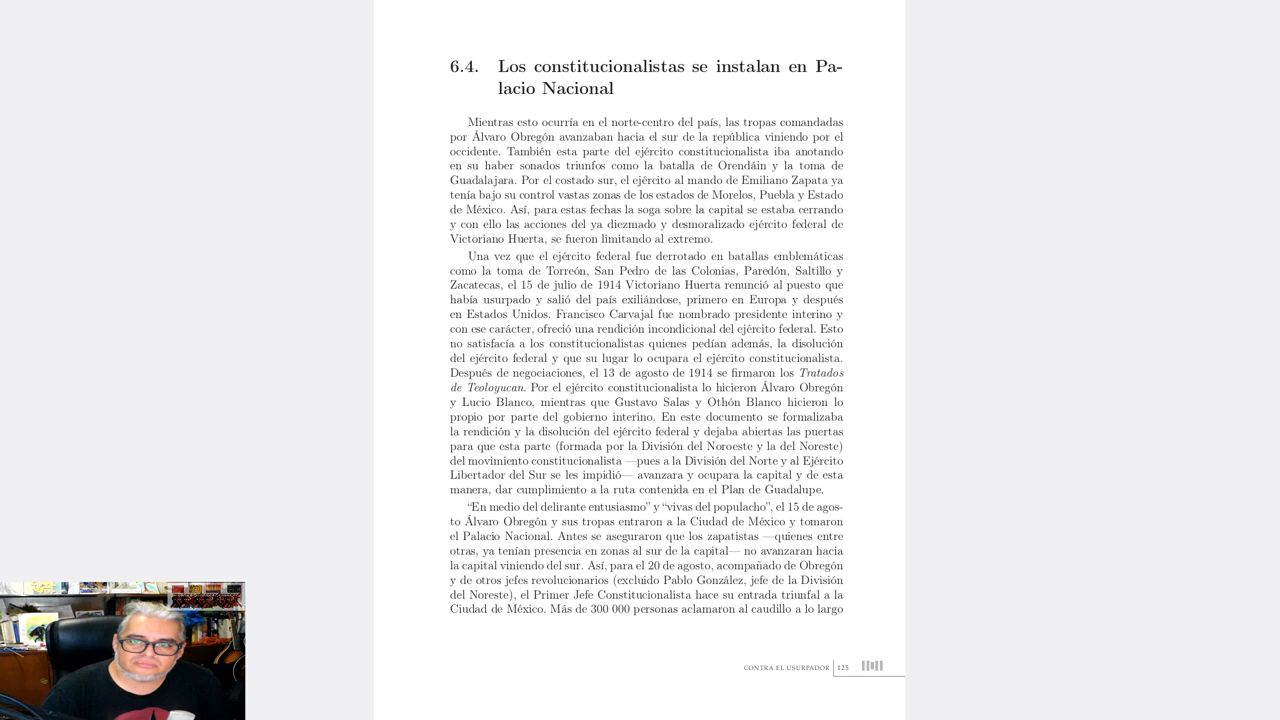 6.4. Los constitucionalistas se instalan en Pa-
lacio Nacional
Mientras esto ocurría en el norte-centro del país, las tropas comandadas
por Álvaro Obregón avanzaban hacia el sur de la república viniendo por el
occidente. También esta parte del ejército constitucionalista iba anotando
en su haber sonados triunfos como la batalla de Orendáin y la toma de
Guadalajara. Por el costado sur, el ejército al mando de Emiliano Zapata ya
tenía bajo su control vastas zonas de los estados de Morelos, Puebla y Estado
de México. Así, para estas fechas la soga sobre la capital se estaba cerrando
y con ello las acciones del ya diezmado y desmoralizado ejército federal de
Victoriano Huerta, se fueron limitando al extremo.
Una vez que el ejército federal fue derrotado en batallas emblemáticas
como la toma de Torreón, San Pedro de las Colonias, Paredón, Saltillo y
Zacatecas, el 15 de julio de 1914 Victoriano Huerta renunció al puesto que
había usurpado y salió del país exiliándose, primero en Europa y después
en Estados Unidos. Francisco Carvajal fue nombrado presidente interino y
con ese carácter, ofreció una rendición incondicional del ejército federal. Esto
no satisfacía a los constitucionalistas quienes pedían además, la disolución
del ejército federal y que su lugar lo ocupara el ejército constitucionalista.
Después de negociaciones, el 13 de agosto de 1914 se firmaron los Tratados
de Teoloyucan. Por el ejército constitucionalista lo hicieron Álvaro Obregón
y Lucio Blanco, mientras que Gustavo Salas y Othón Blanco hicieron lo
propio por parte del gobierno interino. En este documento se formalizaba
la rendición y la disolución del ejército federal y dejaba abiertas las puertas
para que esta parte (formada por la División del Noroeste y la del Noreste)
del movimiento constitucionalista —pues a la División del Norte y al Ejército
Libertador del Sur se les impidió— avanzara y ocupara la capital y de esta
manera, dar cumplimiento a la ruta contenida en el Plan de Guadalupe.
“En medio del delirante entusiasmo” y “vivas del populacho”, el 15 de agos-
to Álvaro Obregón y sus tropas entraron a la Ciudad de México y tomaron
el Palacio Nacional. Antes se aseguraron que los zapatistas —quienes entre
otras, ya tenían presencia en zonas al sur de la capital— no avanzaran hacia
la capital viniendo del sur. Así, para el 20 de agosto, acompañado de Obregón
y de otros jefes revolucionarios (excluido Pablo González, jefe de la División
del Noreste), el Primer Jefe Constitucionalista hace su entrada triunfal a la
Ciudad de México. Más de 300 000 personas aclamaron al caudillo a lo largo
CONTRA EL USURPADOR 125